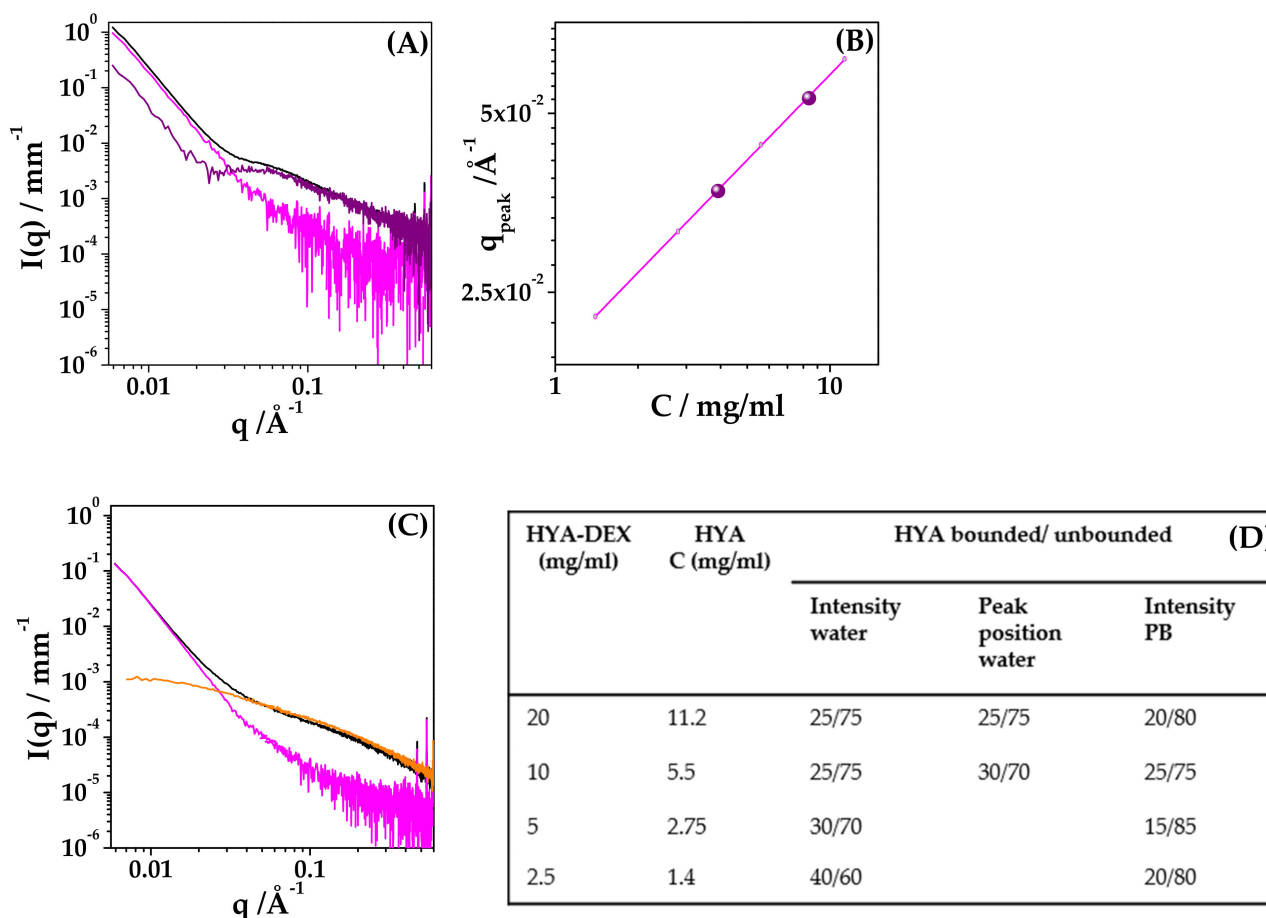 (A)
10⁰
10⁻¹
10⁻²
10⁻³
10⁻⁴
10⁻⁵
10⁻⁶
I(q) / mm⁻¹
0.01 0.1
q /Å⁻¹
(B)
5x10⁻²
2.5x10⁻²
q_peak /Å⁻¹
1 10
C / mg/ml
(C)
10⁰
10⁻¹
10⁻²
10⁻³
10⁻⁴
10⁻⁵
10⁻⁶
I(q) / mm⁻¹
0.01 0.1
q /Å⁻¹
HYA-DEX HYA HYA bounded/ unbounded (D)
(mg/ml) C (mg/ml)
Intensity Peak Intensity
water position PB
water
20 11.2 25/75 25/75 20/80
10 5.5 25/75 30/70 25/75
5 2.75 30/70 15/85
2.5 1.4 40/60 20/80